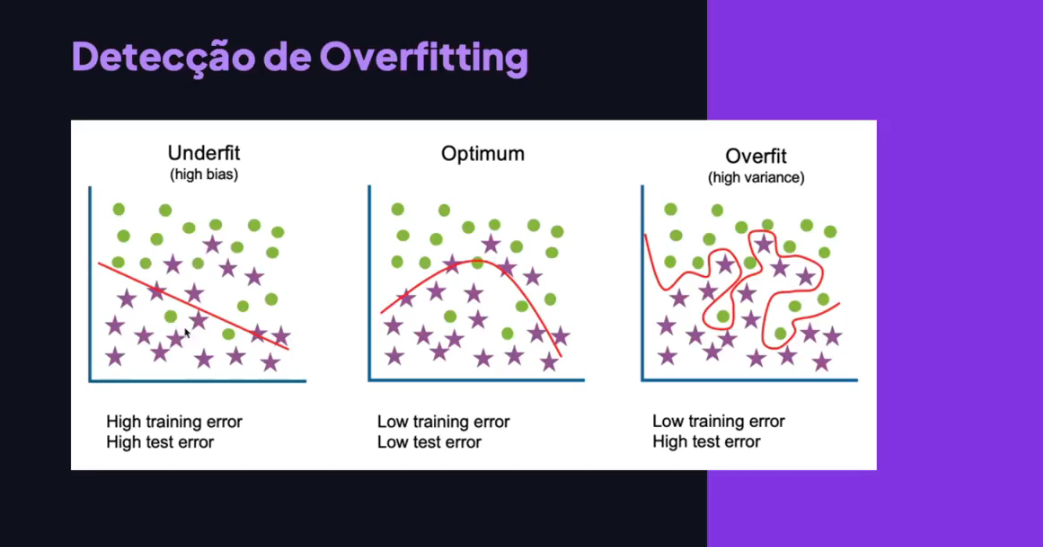 Detecção de Overfitting
Underfit
(high bias)
High training error
High test error
Optimum
Low training error
Low test error
Overfit
(high variance)
Low training error
High test error